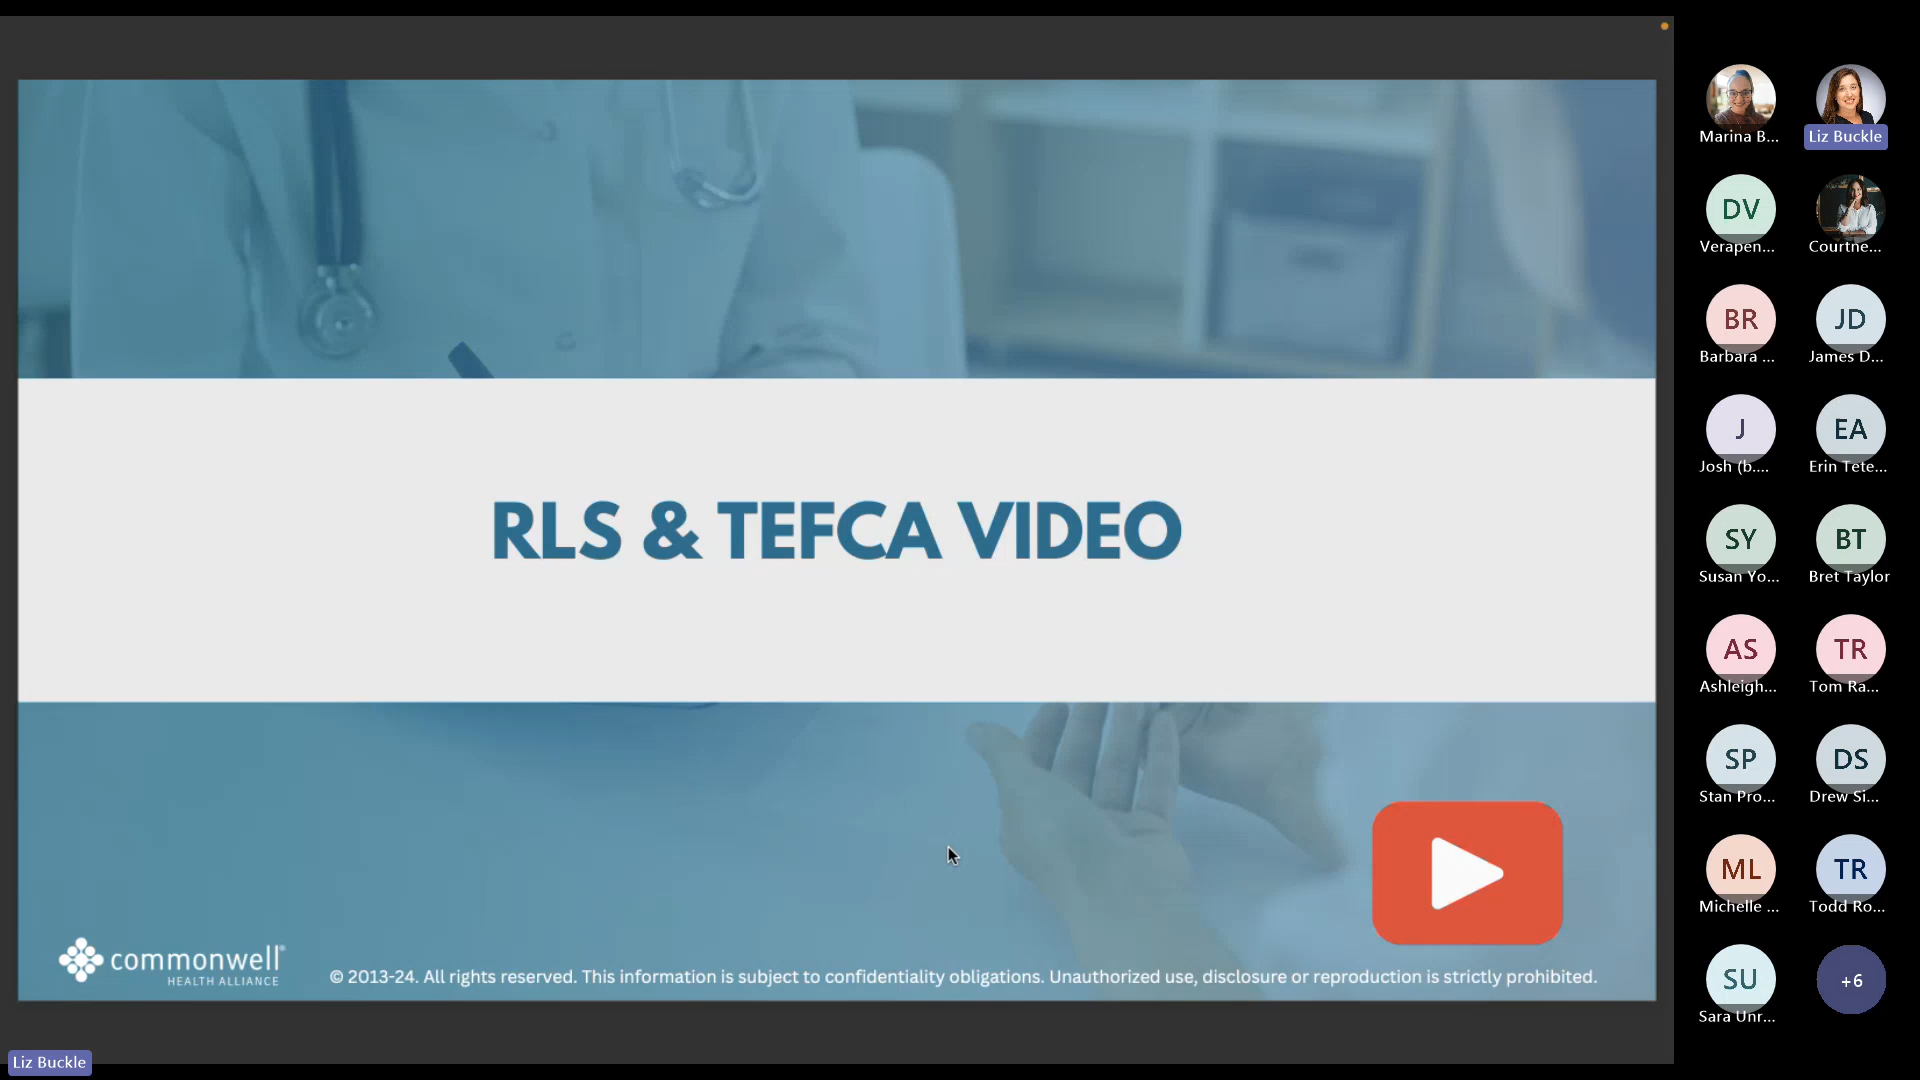 Marina B...
Liz Buckle
DV
Verapen...
Courtne...
BR
Barbara ...
JD
James D...
J
Josh (b....
EA
Erin Tete...
SY
Susan Yo...
BT
Bret Taylor
AS
Ashleigh...
TR
Tom Ra...
SP
Stan Pro...
DS
Drew Si...
ML
Michelle ...
TR
Todd Ro...
SU
Sara Unr...
+6
RLS & TEFCA VIDEO
commonwell®
HEALTH ALLIANCE
© 2013-24. All rights reserved. This information is subject to confidentiality obligations. Unauthorized use, disclosure or reproduction is strictly prohibited.
Liz Buckle